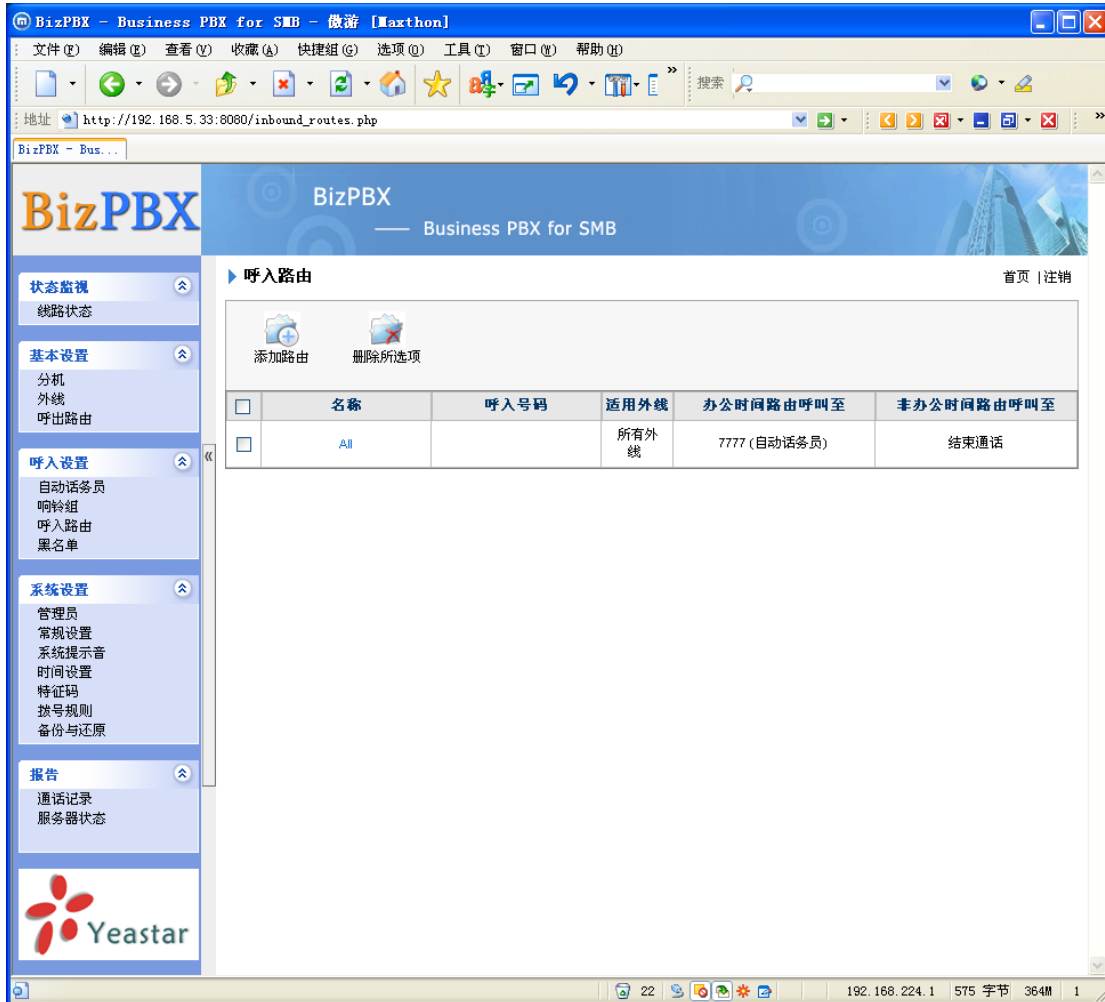 BizPBX - Business PBX for SMB - 傲游 [Maxthon]
文件(F) 编辑(E) 查看(V) 收藏(A) 快捷组(G) 选项(O) 工具(T) 窗口(W) 帮助(H)
搜索
地址 http://192.168.5.33:8080/inbound_routes.php
BizPBX - Bus...
BizPBX
BizPBX
—— Business PBX for SMB
呼入路由
首页 |注销
状态监视
线路状态
基本设置
分机
外线
呼出路由
呼入设置
自动话务员
响铃组
呼入路由
黑名单
系统设置
管理员
常规设置
系统提示音
时间设置
特征码
拨号规则
备份与还原
报告
通话记录
服务器状态
Yeastar
添加路由 删除所选项
名称 呼入号码 适用外线 办公时间路由呼叫至 非办公时间路由呼叫至
All 所有外线 7777(自动话务员) 结束通话
22 192.168.224.1 575 字节 364M 1